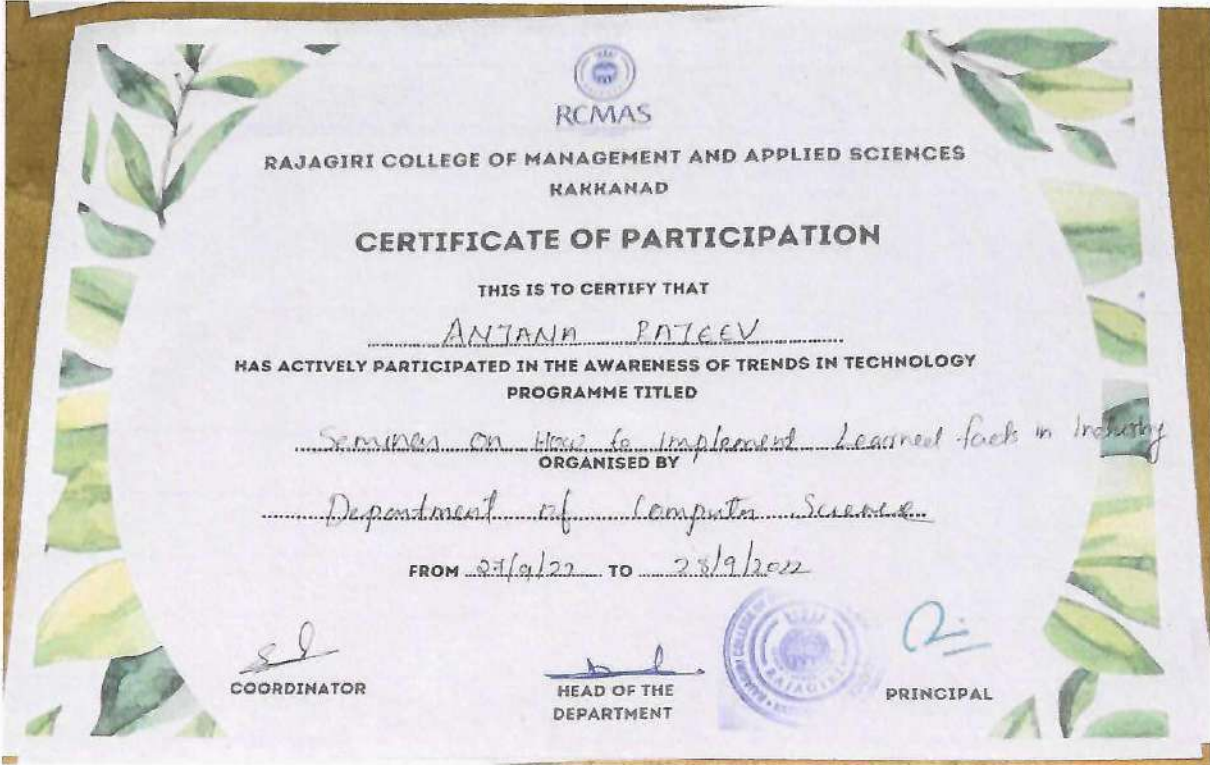 RCMAS
RAJAGIRI COLLEGE OF MANAGEMENT AND APPLIED SCIENCES
KAKKANAD
CERTIFICATE OF PARTICIPATION
THIS IS TO CERTIFY THAT
ANJANA RAJEEV
HAS ACTIVELY PARTICIPATED IN THE AWARENESS OF TRENDS IN TECHNOLOGY
PROGRAMME TITLED
Seminar on How to Implement Learned facts in Industry
ORGANISED BY
Department of Computer Science
FROM 27/9/22 TO 28/9/2022
COORDINATOR
HEAD OF THE
DEPARTMENT
RAJAGIRI
PRINCIPAL